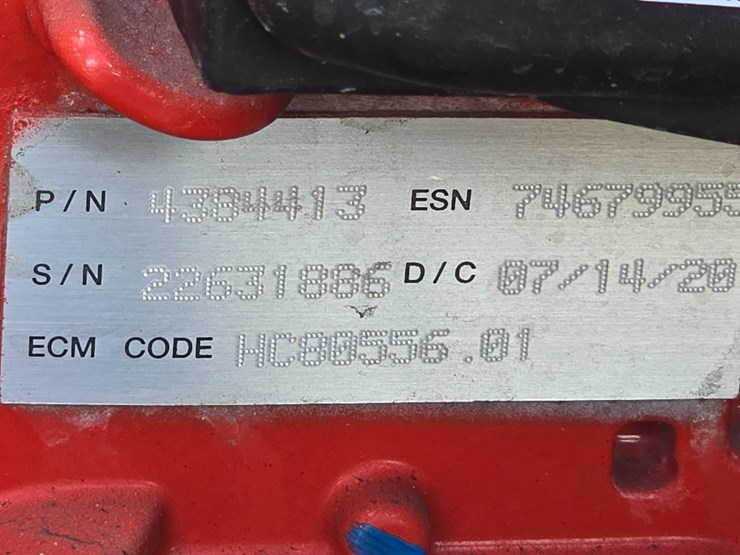 P/N 4384413 ESN 74679955
S/N 22631886 D/C 07/14/20
ECM CODE HC80556.01